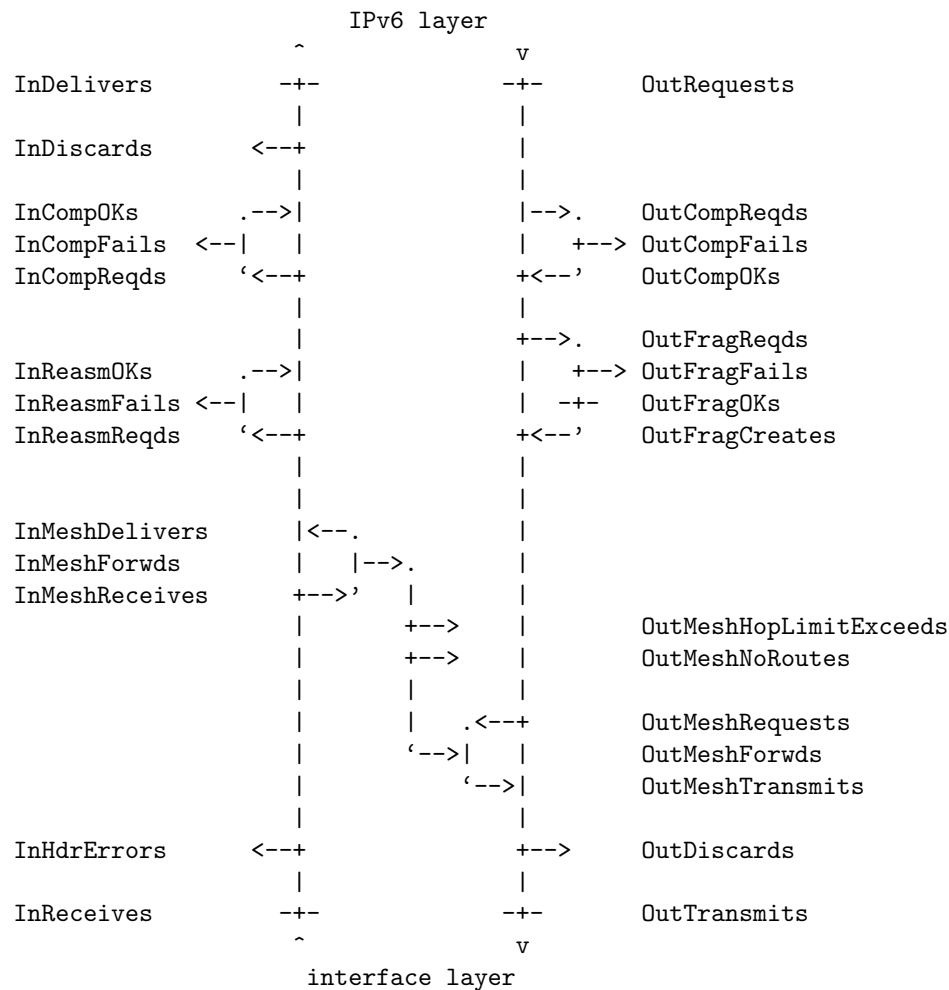 IPv6 layer
                  ^                v
InDelivers       -+-              -+-      OutRequests
                  |                |
InDiscards     <--+                |
                  |                |
InCompOKs     .-->|                |-->.   OutCompReqds
InCompFails <--|  |                |   +--> OutCompFails
InCompReqds   ‘<--+                +<--’   OutCompOKs
                  |                |
                  |                +-->.   OutFragReqds
InReasmOKs    .-->|                |   +--> OutFragFails
InReasmFails <--| |                |  -+-  OutFragOKs
InReasmReqds  ‘<--+                +<--’   OutFragCreates
                  |                |
                  |                |
InMeshDelivers    |<--.            |
InMeshForwds      |   |-->.        |
InMeshReceives    +-->’   |        |
                  |       +-->     |       OutMeshHopLimitExceeds
                  |       +-->     |       OutMeshNoRoutes
                  |       |        |
                  |       |   .<--+        OutMeshRequests
                  |       ‘-->|   |        OutMeshForwds
                  |           ‘-->|        OutMeshTransmits
                  |                |
InHdrErrors    <--+                +-->    OutDiscards
                  |                |
InReceives       -+-              -+-      OutTransmits
                  ^                v
                   interface layer